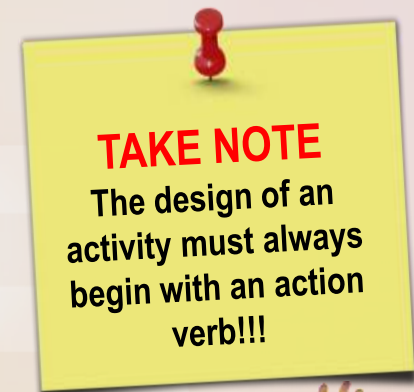 TAKE NOTE
The design of an
activity must always
begin with an action
verb!!!